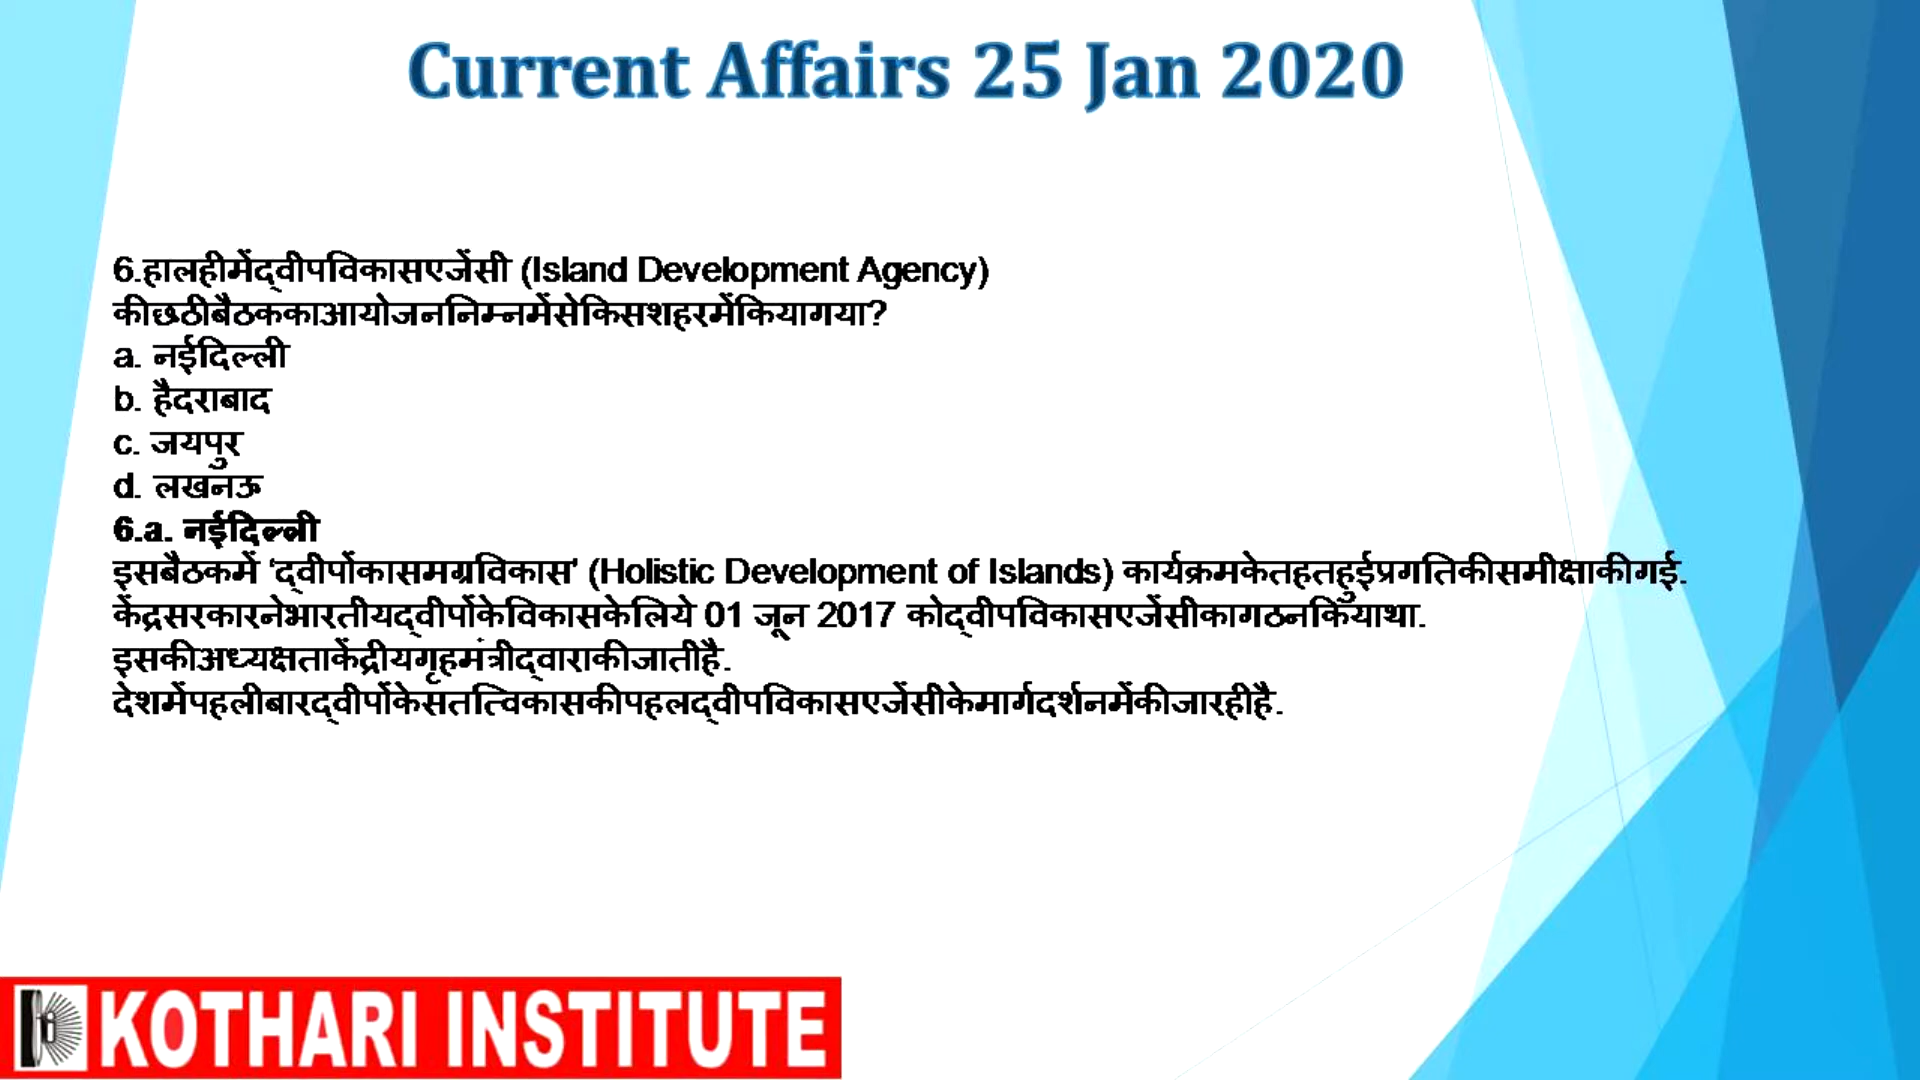 Current Affairs 25 Jan 2020
6.हालहीमेंद्वीपविकासएजेंसी (Island Development Agency)
कीछठीबैठककाआयोजननिम्नमेंसेकिसशहरमेंकियागया?
a. नईदिल्ली
b. हैदराबाद
c. जयपुर
d. लखनऊ
6.a. नईदिल्ली
इसबैठकमें ‘द्वीपोंकासमग्रविकास’ (Holistic Development of Islands) कार्यक्रमकेतहतहुईप्रगतिकीसमीक्षाकीगई.
केंद्रसरकारनेभारतीयद्वीपोंकेविकासकेलिये 01 जून 2017 कोद्वीपविकासएजेंसीकागठनकियाथा.
इसकीअध्यक्षताकेंद्रीयगृहमंत्रीद्वाराकीजातीहै.
देशमेंपहलीबारद्वीपोंकेसतत्विकासकीपहलद्वीपविकासएजेंसीकेमार्गदर्शनमेंकीजारहीहै.
KOTHARI INSTITUTE